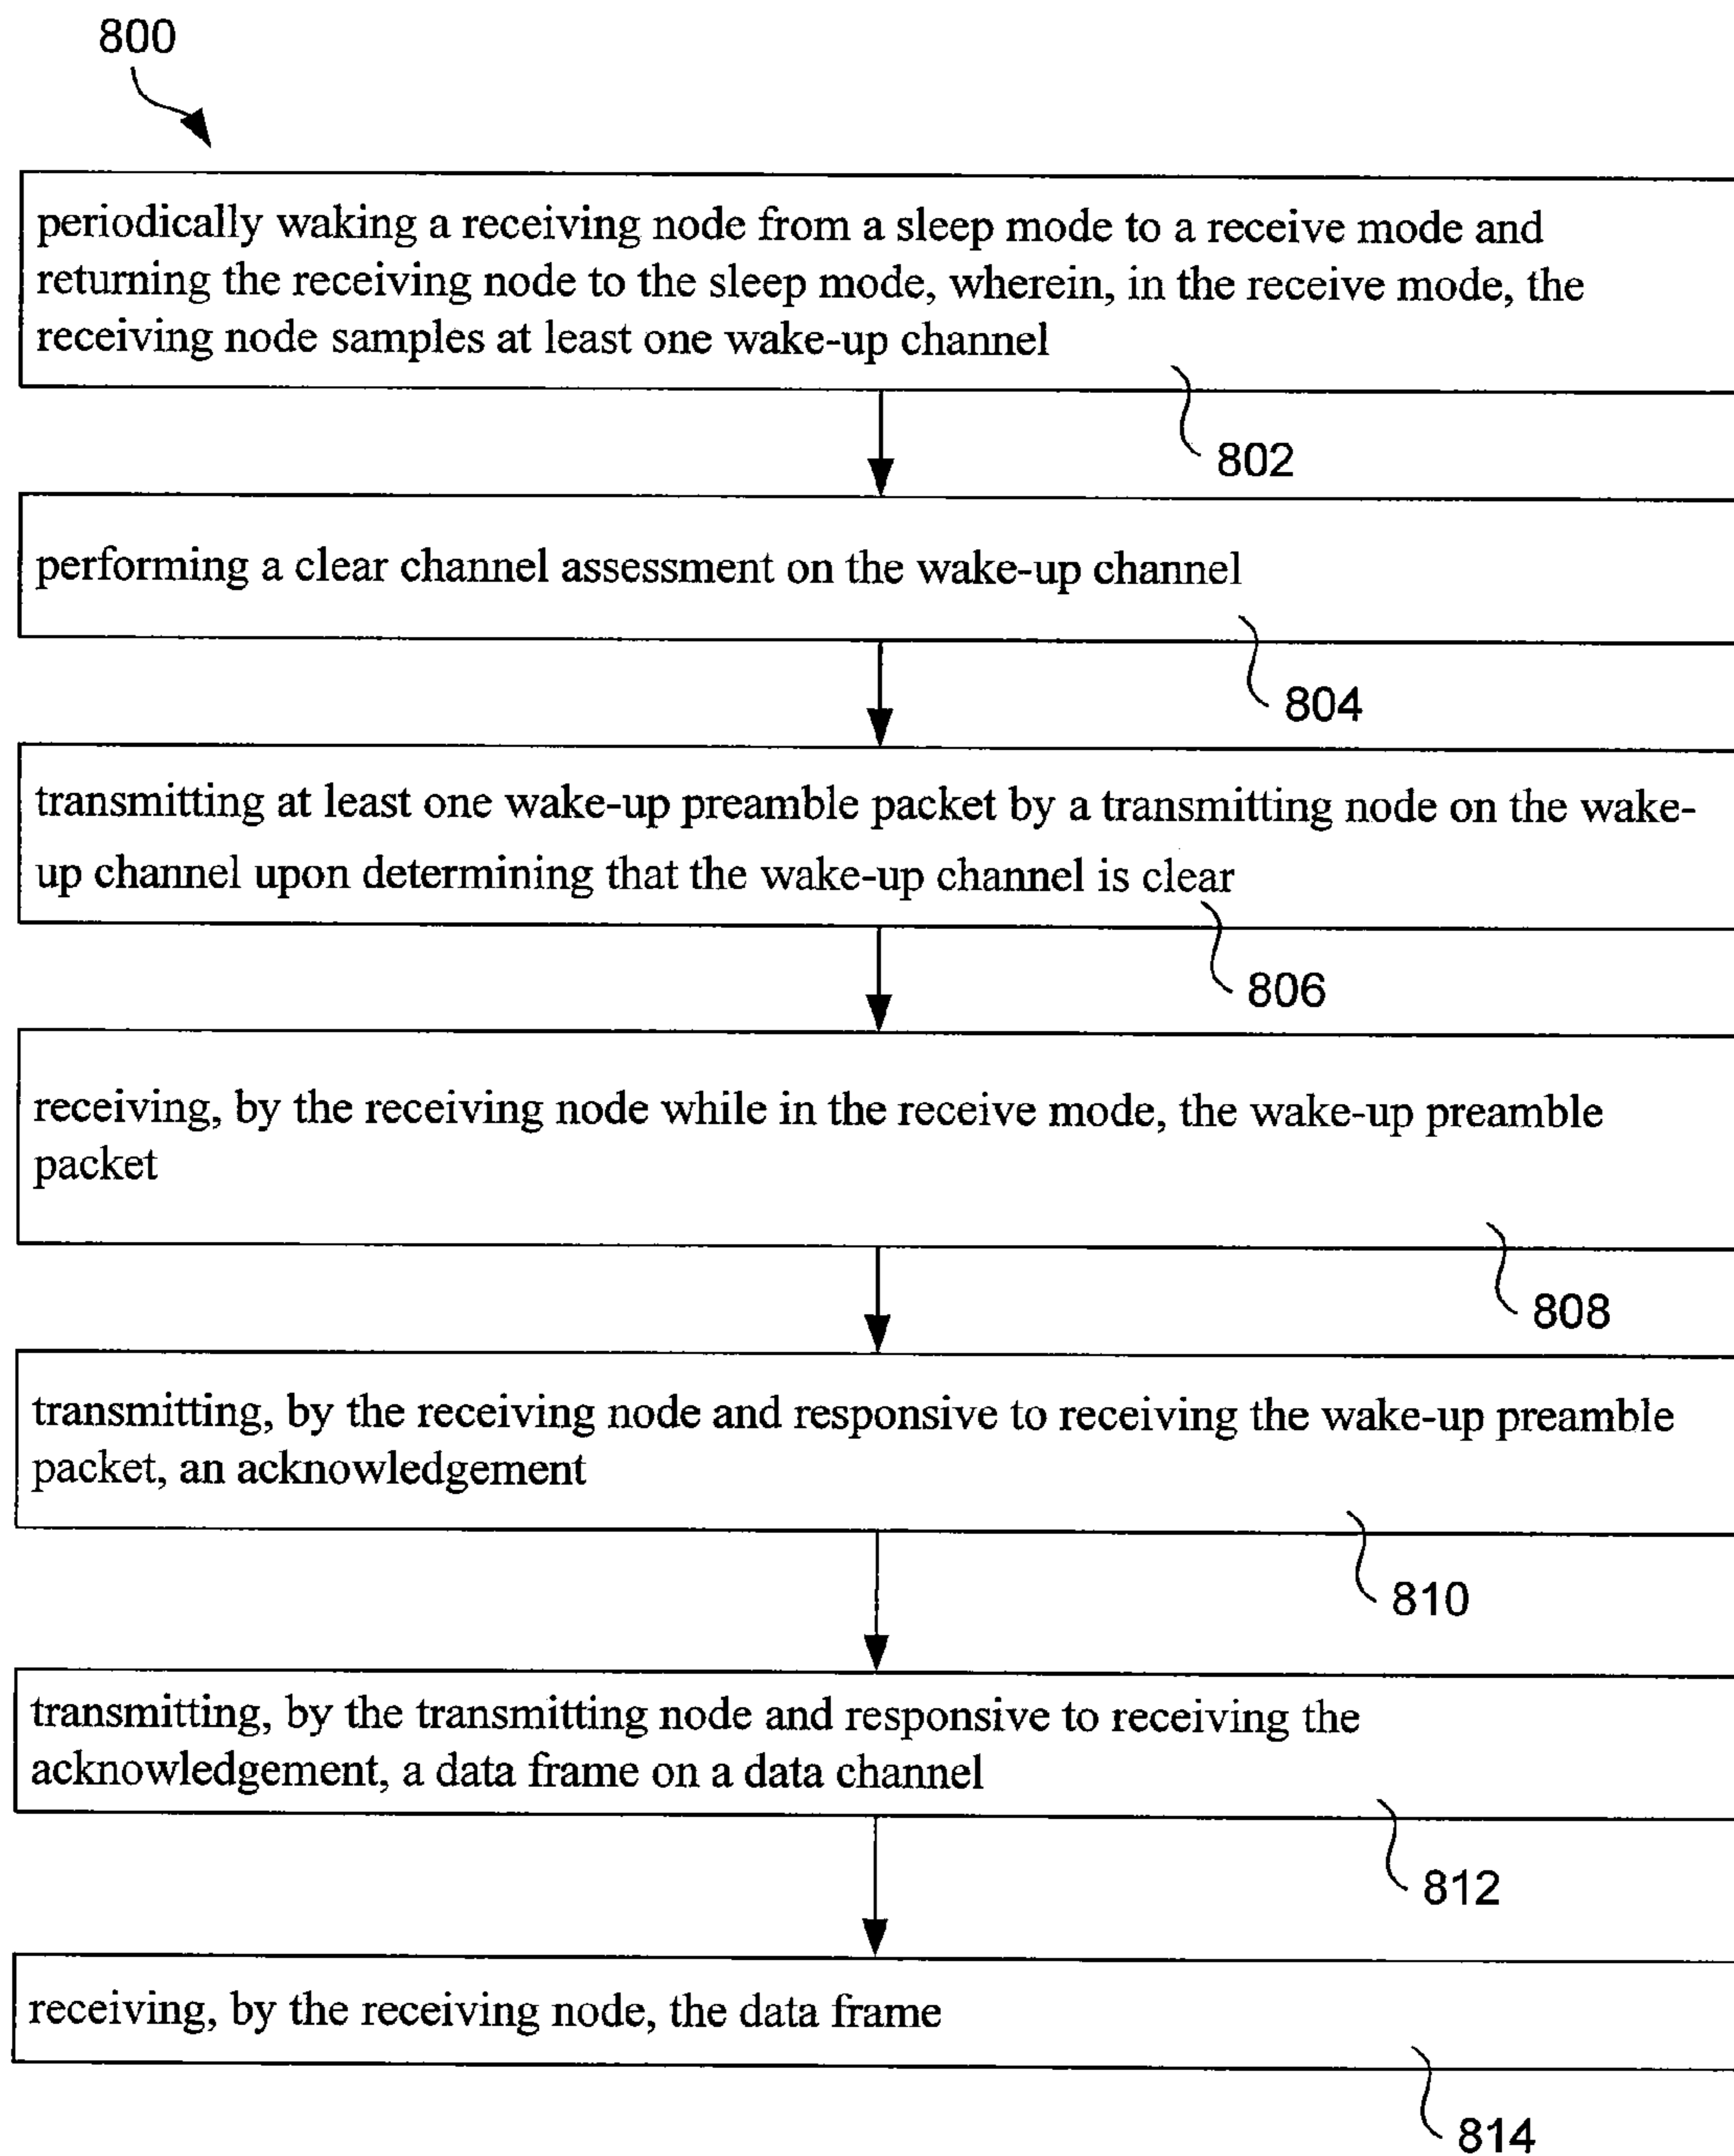 800
periodically waking a receiving node from a sleep mode to a receive mode and
returning the receiving node to the sleep mode, wherein, in the receive mode, the
receiving node samples at least one wake-up channel
802
performing a clear channel assessment on the wake-up channel
804
transmitting at least one wake-up preamble packet by a transmitting node on the wake-
up channel upon determining that the wake-up channel is clear
806
receiving, by the receiving node while in the receive mode, the wake-up preamble
packet
808
transmitting, by the receiving node and responsive to receiving the wake-up preamble
packet, an acknowledgement
810
transmitting, by the transmitting node and responsive to receiving the
acknowledgement, a data frame on a data channel
812
receiving, by the receiving node, the data frame
814